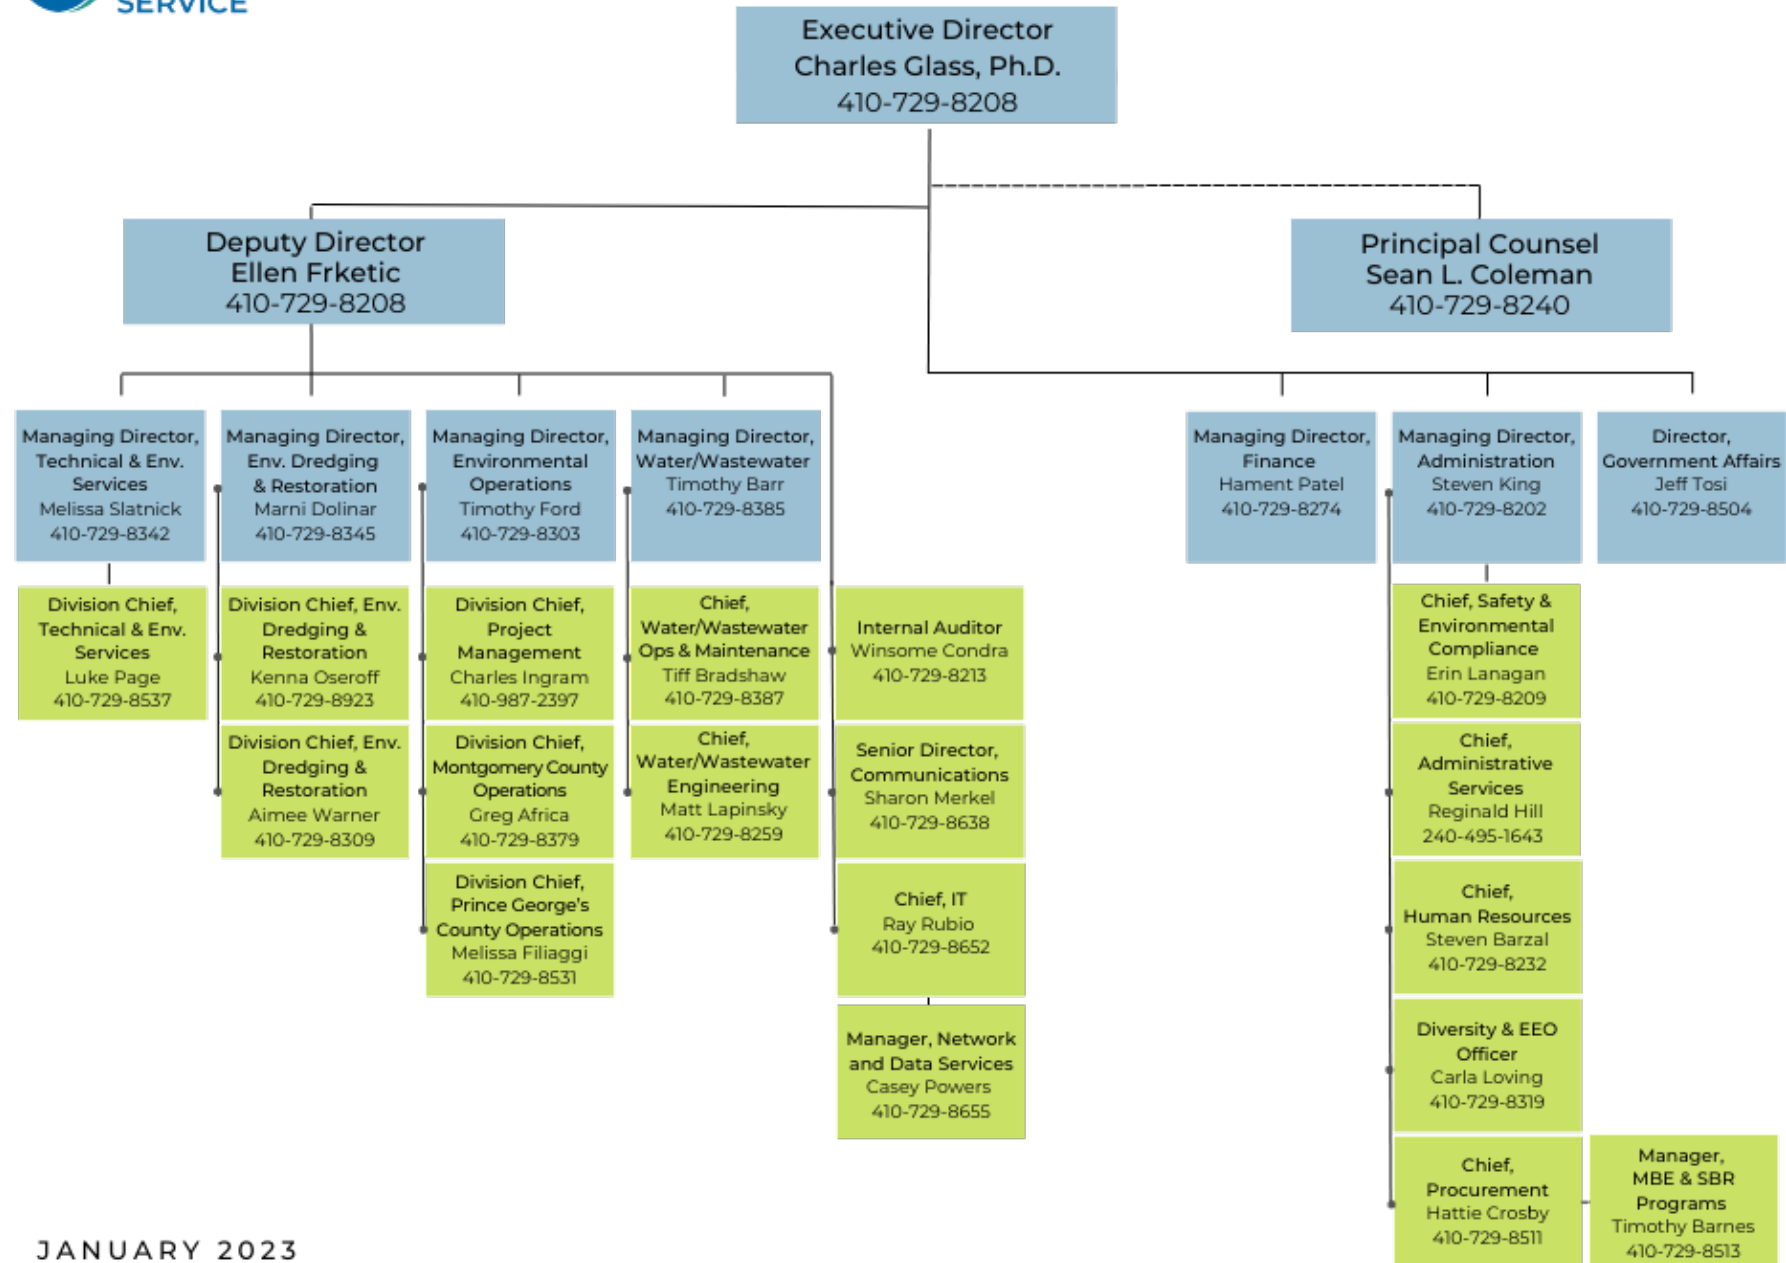 SERVICE
Executive Director
Charles Glass, Ph.D.
410-729-8208
Deputy Director
Ellen Frketic
410-729-8208
Principal Counsel
Sean L. Coleman
410-729-8240
Managing Director,
Technical & Env.
Services
Melissa Slatnick
410-729-8342
Managing Director,
Env. Dredging
& Restoration
Marni Dolinar
410-729-8345
Managing Director,
Environmental
Operations
Timothy Ford
410-729-8303
Managing Director,
Water/Wastewater
Timothy Barr
410-729-8385
Managing Director,
Finance
Hament Patel
410-729-8274
Managing Director,
Administration
Steven King
410-729-8202
Director,
Government Affairs
Jeff Tosi
410-729-8504
Division Chief,
Technical & Env.
Services
Luke Page
410-729-8537
Division Chief, Env.
Dredging &
Restoration
Kenna Oseroff
410-729-8923
Division Chief,
Project
Management
Charles Ingram
410-987-2397
Chief,
Water/Wastewater
Ops & Maintenance
Tiff Bradshaw
410-729-8387
Internal Auditor
Winsome Condra
410-729-8213
Chief, Safety &
Environmental
Compliance
Erin Lanagan
410-729-8209
Division Chief, Env.
Dredging &
Restoration
Aimee Warner
410-729-8309
Division Chief,
Montgomery County
Operations
Greg Africa
410-729-8379
Chief,
Water/Wastewater
Engineering
Matt Lapinsky
410-729-8259
Senior Director,
Communications
Sharon Merkel
410-729-8638
Chief,
Administrative
Services
Reginald Hill
240-495-1643
Division Chief,
Prince George's
County Operations
Melissa Filiaggi
410-729-8531
Chief, IT
Ray Rubio
410-729-8652
Chief,
Human Resources
Steven Barzal
410-729-8232
Manager, Network
and Data Services
Casey Powers
410-729-8655
Diversity & EEO
Officer
Carla Loving
410-729-8319
Chief,
Procurement
Hattie Crosby
410-729-8511
Manager,
MBE & SBR
Programs
Timothy Barnes
410-729-8513
JANUARY 2023